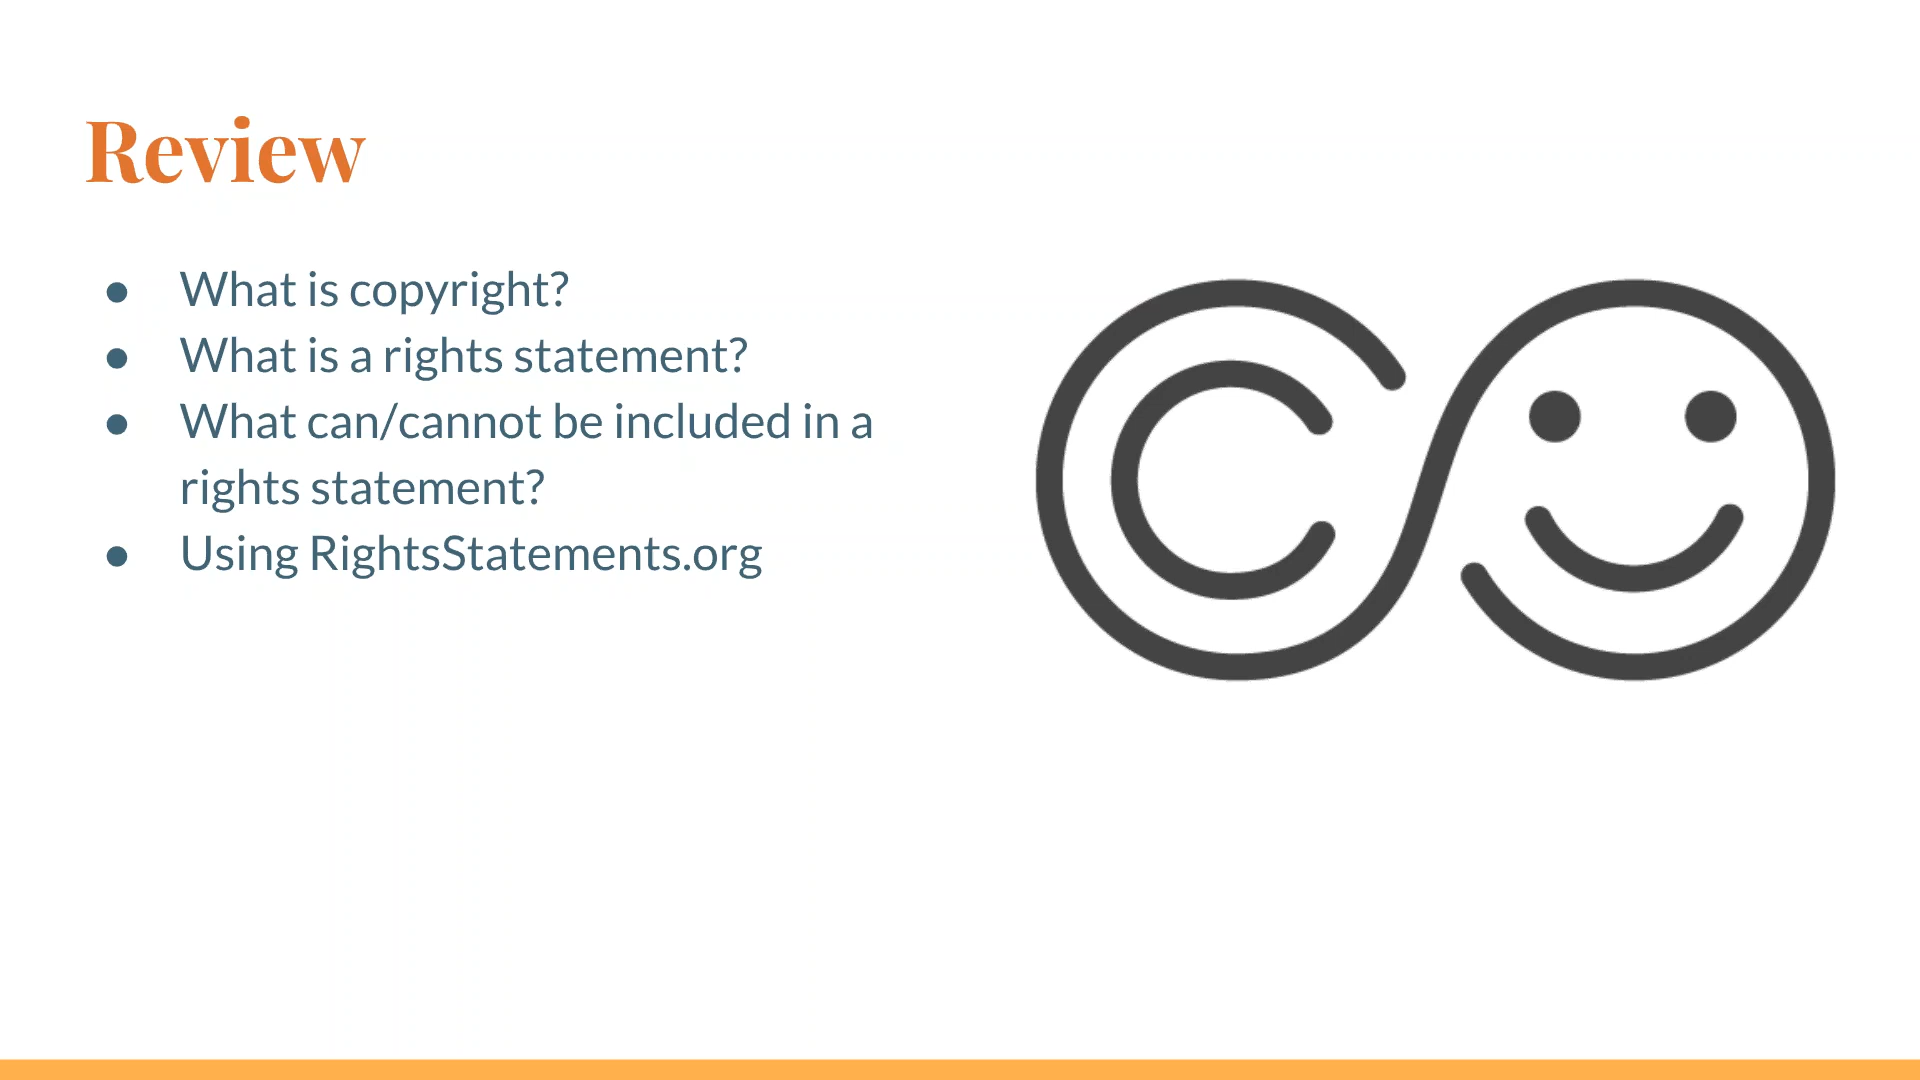 Review
● What is copyright?
● What is a rights statement?
● What can/cannot be included in a
rights statement?
● Using RightsStatements.org